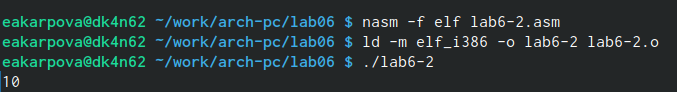 eakarpova@dk4n62 ~/work/arch-pc/lab06 $ nasm -f elf lab6-2.asm
eakarpova@dk4n62 ~/work/arch-pc/lab06 $ ld -m elf_i386 -o lab6-2 lab6-2.o
eakarpova@dk4n62 ~/work/arch-pc/lab06 $ ./lab6-2
10